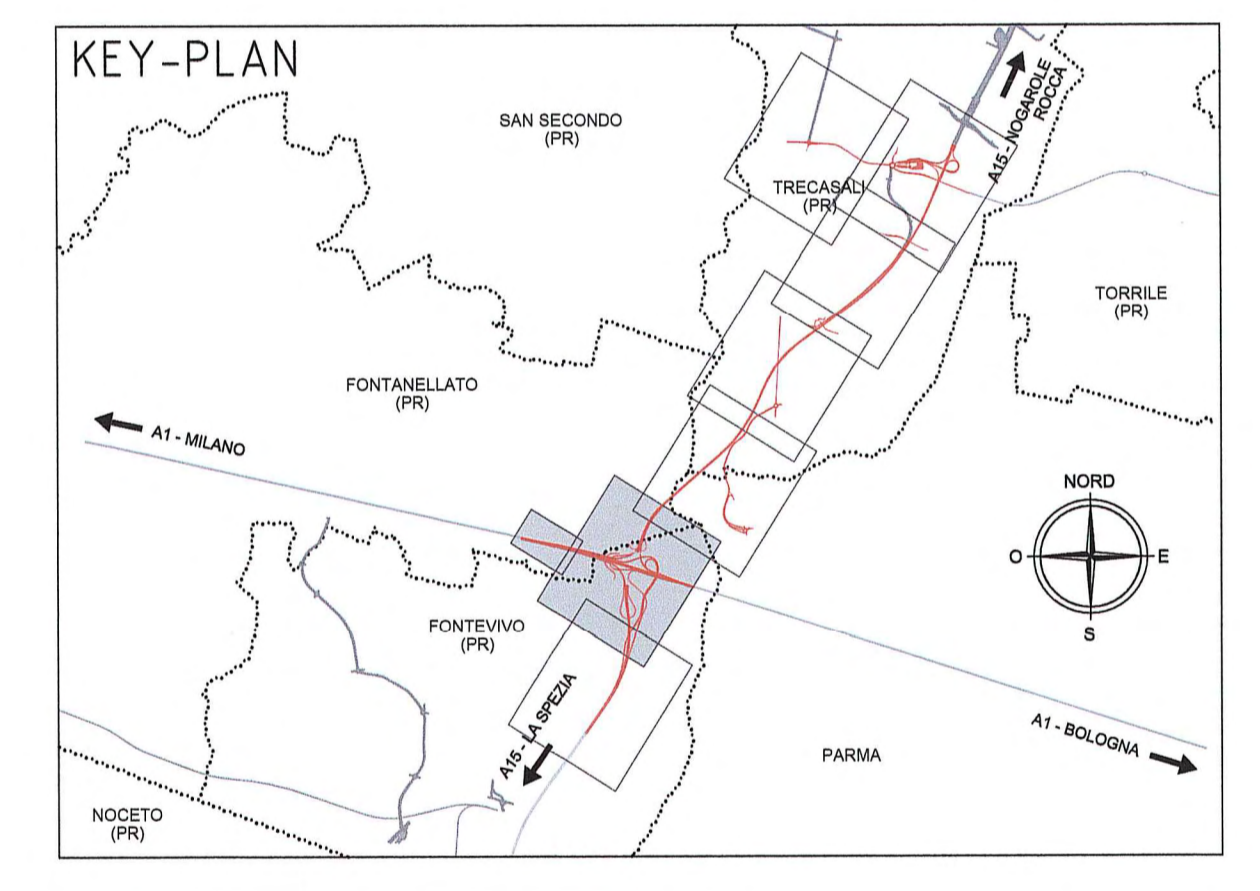 KEY-PLAN
A15 - NOGAROLE
ROCCA
SAN SECONDO
(PR)
TRECASALI
(PR)
TORRILE
(PR)
FONTANELLATO
(PR)
A1 - MILANO
NORD
O
E
S
FONTEVIVO
(PR)
A15 - LA SPEZIA
A1 - BOLOGNA
PARMA
NOCETO
(PR)